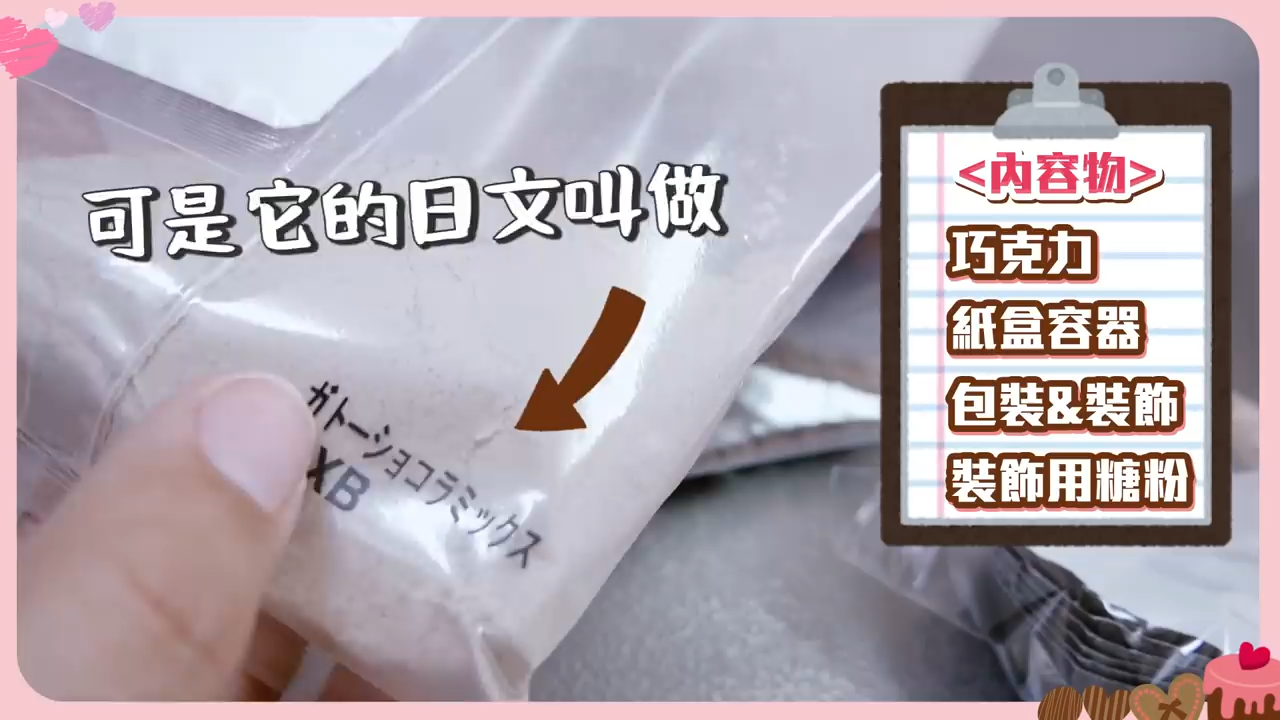 可是它的日文叫做
ガトーショコラミックス
XB
<內容物>
巧克力
紙盒容器
包裝&裝飾
裝飾用糖粉